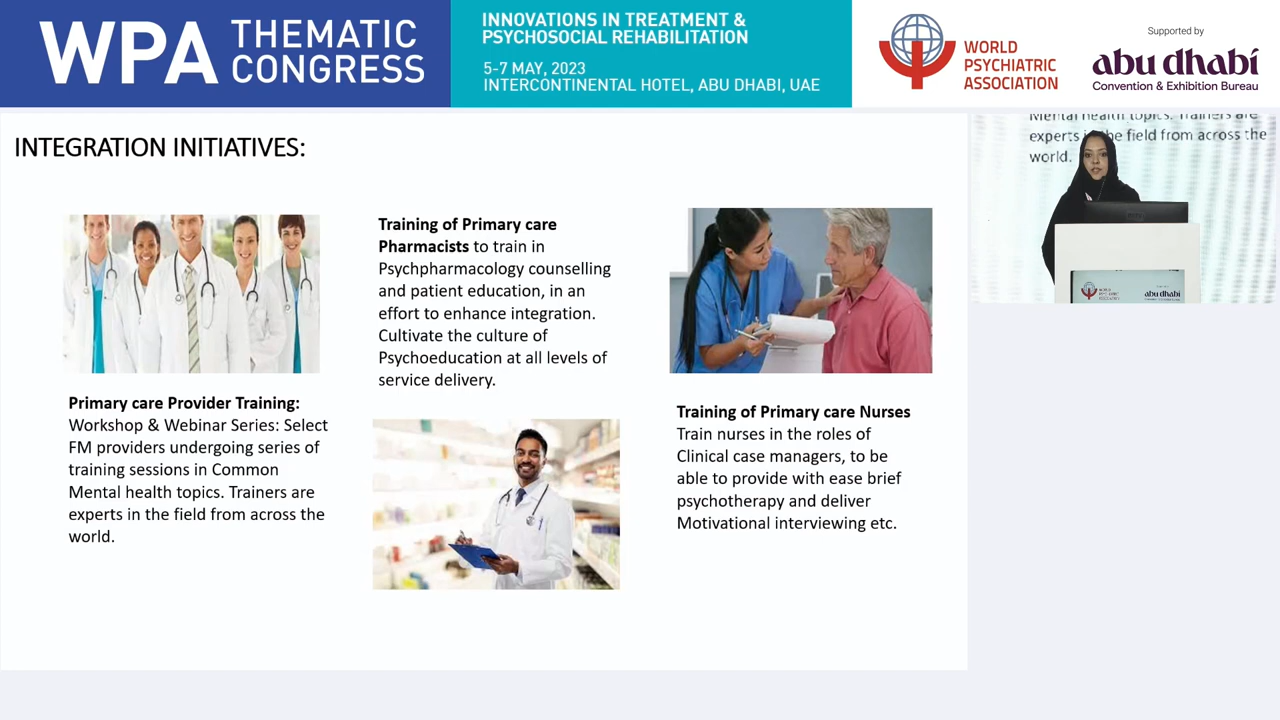 WPA THEMATIC
CONGRESS
INNOVATIONS IN TREATMENT &
PSYCHOSOCIAL REHABILITATION
5-7 MAY, 2023
INTERCONTINENTAL HOTEL, ABU DHABI, UAE
WORLD
PSYCHIATRIC
ASSOCIATION
Supported by
abu dhabi
Convention & Exhibition Bureau
INTEGRATION INITIATIVES:
Primary care Provider Training:
Workshop & Webinar Series: Select
FM providers undergoing series of
training sessions in Common
Mental health topics. Trainers are
experts in the field from across the
world.
Training of Primary care
Pharmacists to train in
Psychpharmacology counselling
and patient education, in an
effort to enhance integration.
Cultivate the culture of
Psychoeducation at all levels of
service delivery.
Training of Primary care Nurses
Train nurses in the roles of
Clinical case managers, to be
able to provide with ease brief
psychotherapy and deliver
Motivational interviewing etc.
Mental health topics. Trainers are
experts in the field from across the
world.
abu dhabi